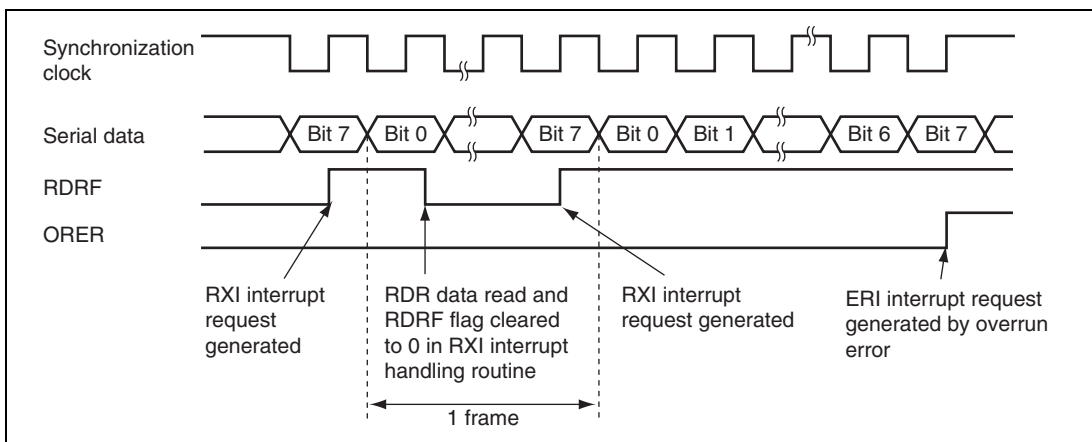 Synchronization
clock
Serial data
Bit 7
Bit 0
Bit 7
Bit 0
Bit 1
Bit 6
Bit 7
RDRF
ORER
RXI interrupt
request
generated
RDR data read and
RDRF flag cleared
to 0 in RXI interrupt
handling routine
RXI interrupt
request generated
ERI interrupt request
generated by overrun
error
1 frame